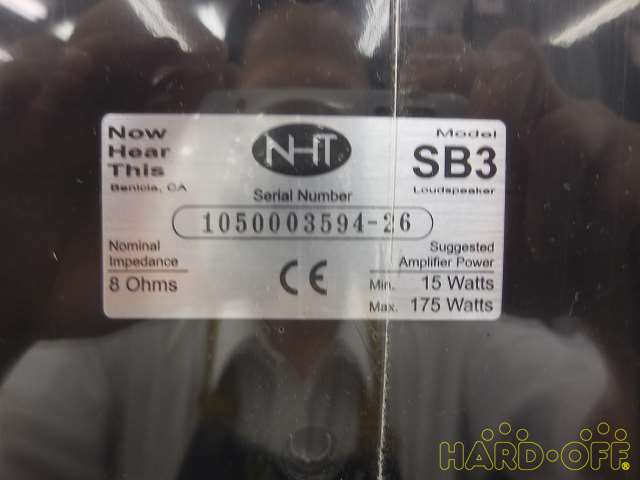 Now
Hear
This
Benicia, CA
NHT
Model
SB3
Loudspeaker
Serial Number
1050003594-26
Nominal
Impedance
8 Ohms
CE
Suggested
Amplifier Power
Min. 15 Watts
Max. 175 Watts
HARD-OFF®